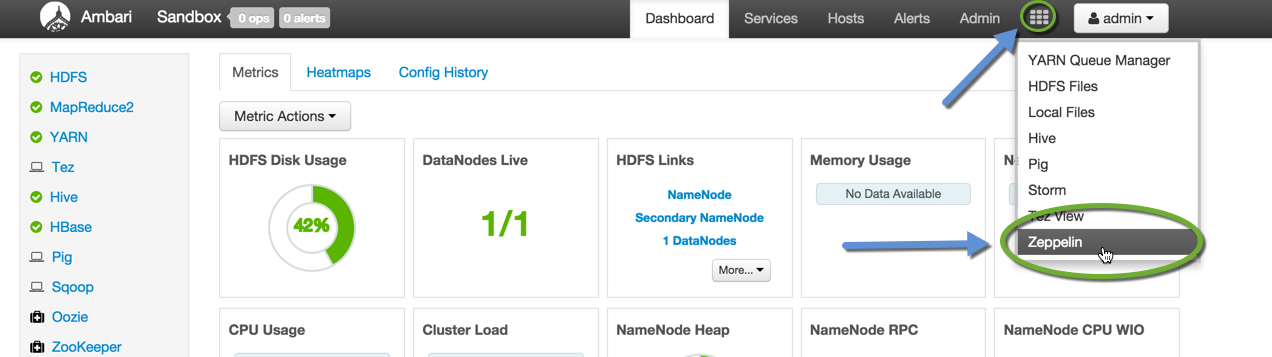 Ambari Sandbox 0 ops 0 alerts Dashboard Services Hosts Alerts Admin admin
HDFS
MapReduce2
YARN
Tez
Hive
HBase
Pig
Sqoop
Oozie
ZooKeeper
Metrics Heatmaps Config History
Metric Actions
HDFS Disk Usage
42%
DataNodes Live
1/1
HDFS Links
NameNode
Secondary NameNode
1 DataNodes
More...
Memory Usage
No Data Available
YARN Queue Manager
HDFS Files
Local Files
Hive
Pig
Storm
Tez View
Zeppelin
CPU Usage
Cluster Load
NameNode Heap
NameNode RPC
NameNode CPU WIO